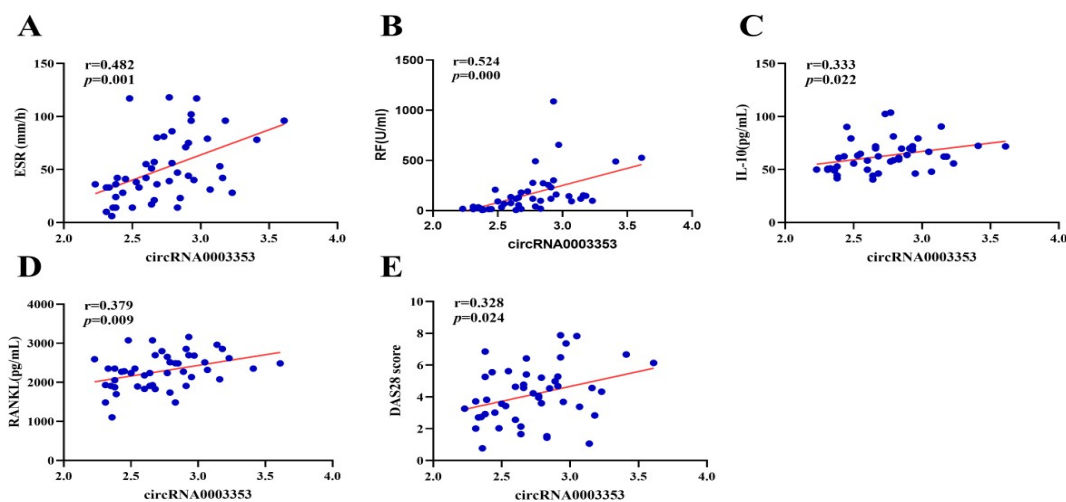 A
r=0.482
p=0.001
ESR (mm/h)
150
100
50
0
2.0 2.5 3.0 3.5 4.0
circRNA0003353
B
r=0.524
p=0.000
RF(U/ml)
1500
1000
500
0
2.0 2.5 3.0 3.5 4.0
circRNA0003353
C
r=0.333
p=0.022
IL-10(pg/mL)
150
100
50
0
2.0 2.5 3.0 3.5 4.0
circRNA0003353
D
r=0.379
p=0.009
RANKL(pg/mL)
4000
3000
2000
1000
0
2.0 2.5 3.0 3.5 4.0
circRNA0003353
E
r=0.328
p=0.024
DAS28 score
8
6
4
2
0
2.0 2.5 3.0 3.5 4.0
circRNA0003353